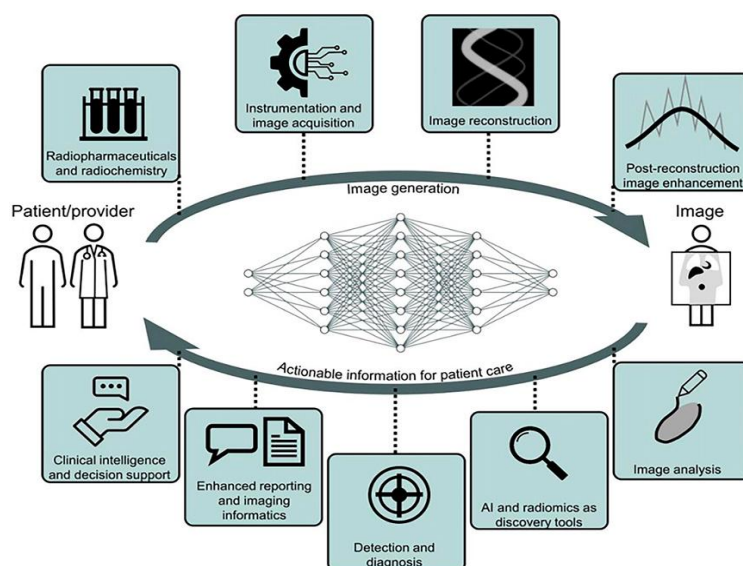 Radiopharmaceuticals
and radiochemistry
Instrumentation and
image acquisition
Image reconstruction
Post-reconstruction
image enhancement
Image generation
Patient/provider
Image
Actionable information for patient care
Clinical intelligence
and decision support
Enhanced reporting
and imaging
informatics
Detection and
diagnosis
AI and radiomics as
discovery tools
Image analysis